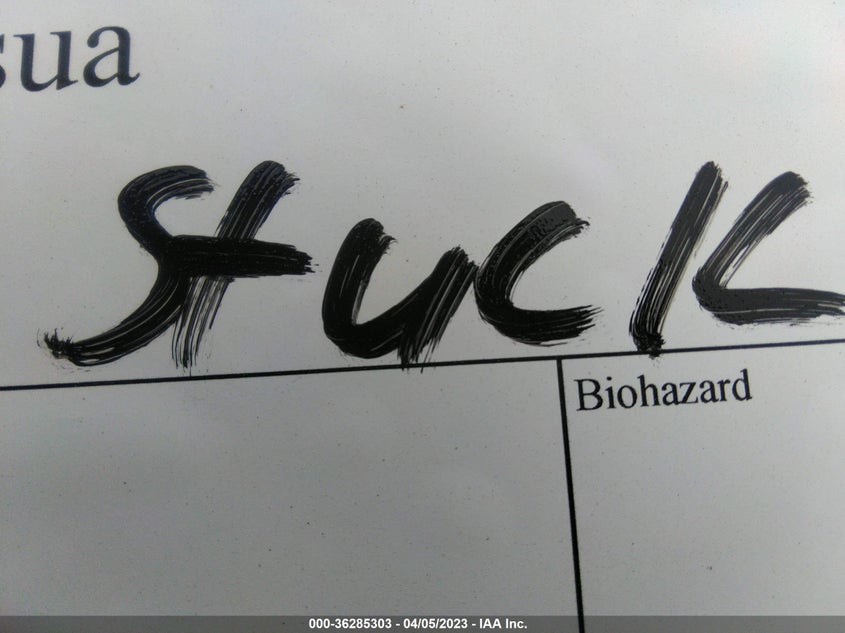 sua
Stuck
Biohazard
000-36285303 - 04/05/2023 - IAA Inc.